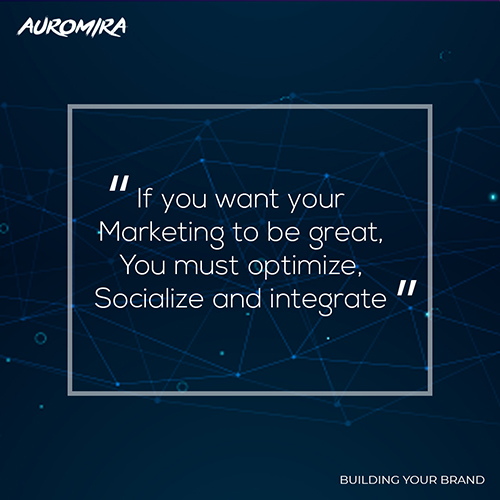 AUROMIRA
"If you want your
Marketing to be great,
You must optimize,
Socialize and integrate"
BUILDING YOUR BRAND